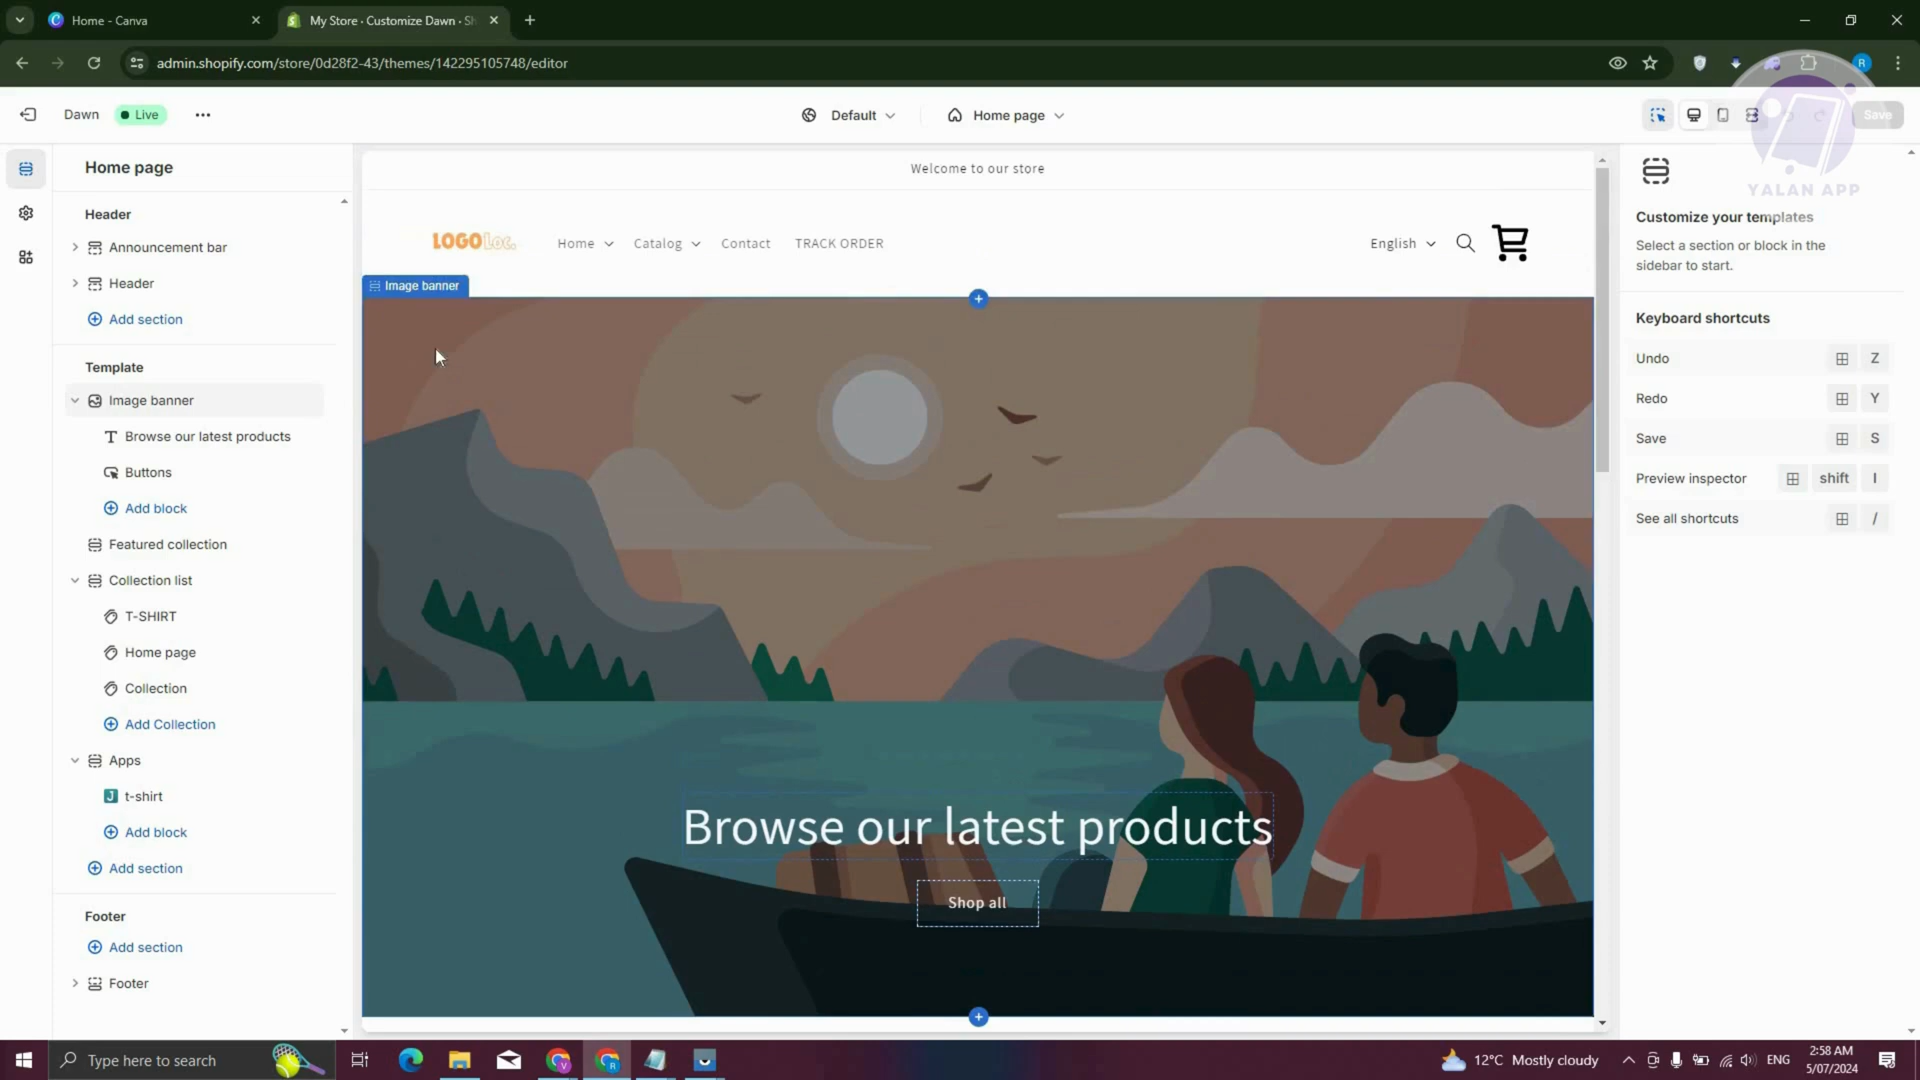 Home - Canva
My Store · Customize Dawn · Sh
admin.shopify.com/store/0d28f2-43/themes/142295105748/editor
R
Dawn
Live
Default
Home page
Save
YALAN APP
Home page
Header
Announcement bar
Header
Add section
Template
Image banner
Browse our latest products
Buttons
Add block
Featured collection
Collection list
T-SHIRT
Home page
Collection
Add Collection
Apps
t-shirt
Add block
Add section
Footer
Add section
Footer
Welcome to our store
LOGO Loc.
Home
Catalog
Contact
TRACK ORDER
English
Image banner
Browse our latest products
Shop all
Customize your templates
Select a section or block in the
sidebar to start.
Keyboard shortcuts
Undo Z
Redo Y
Save S
Preview inspector shift I
See all shortcuts /
Type here to search
12°C Mostly cloudy
ENG
2:58 AM
5/07/2024